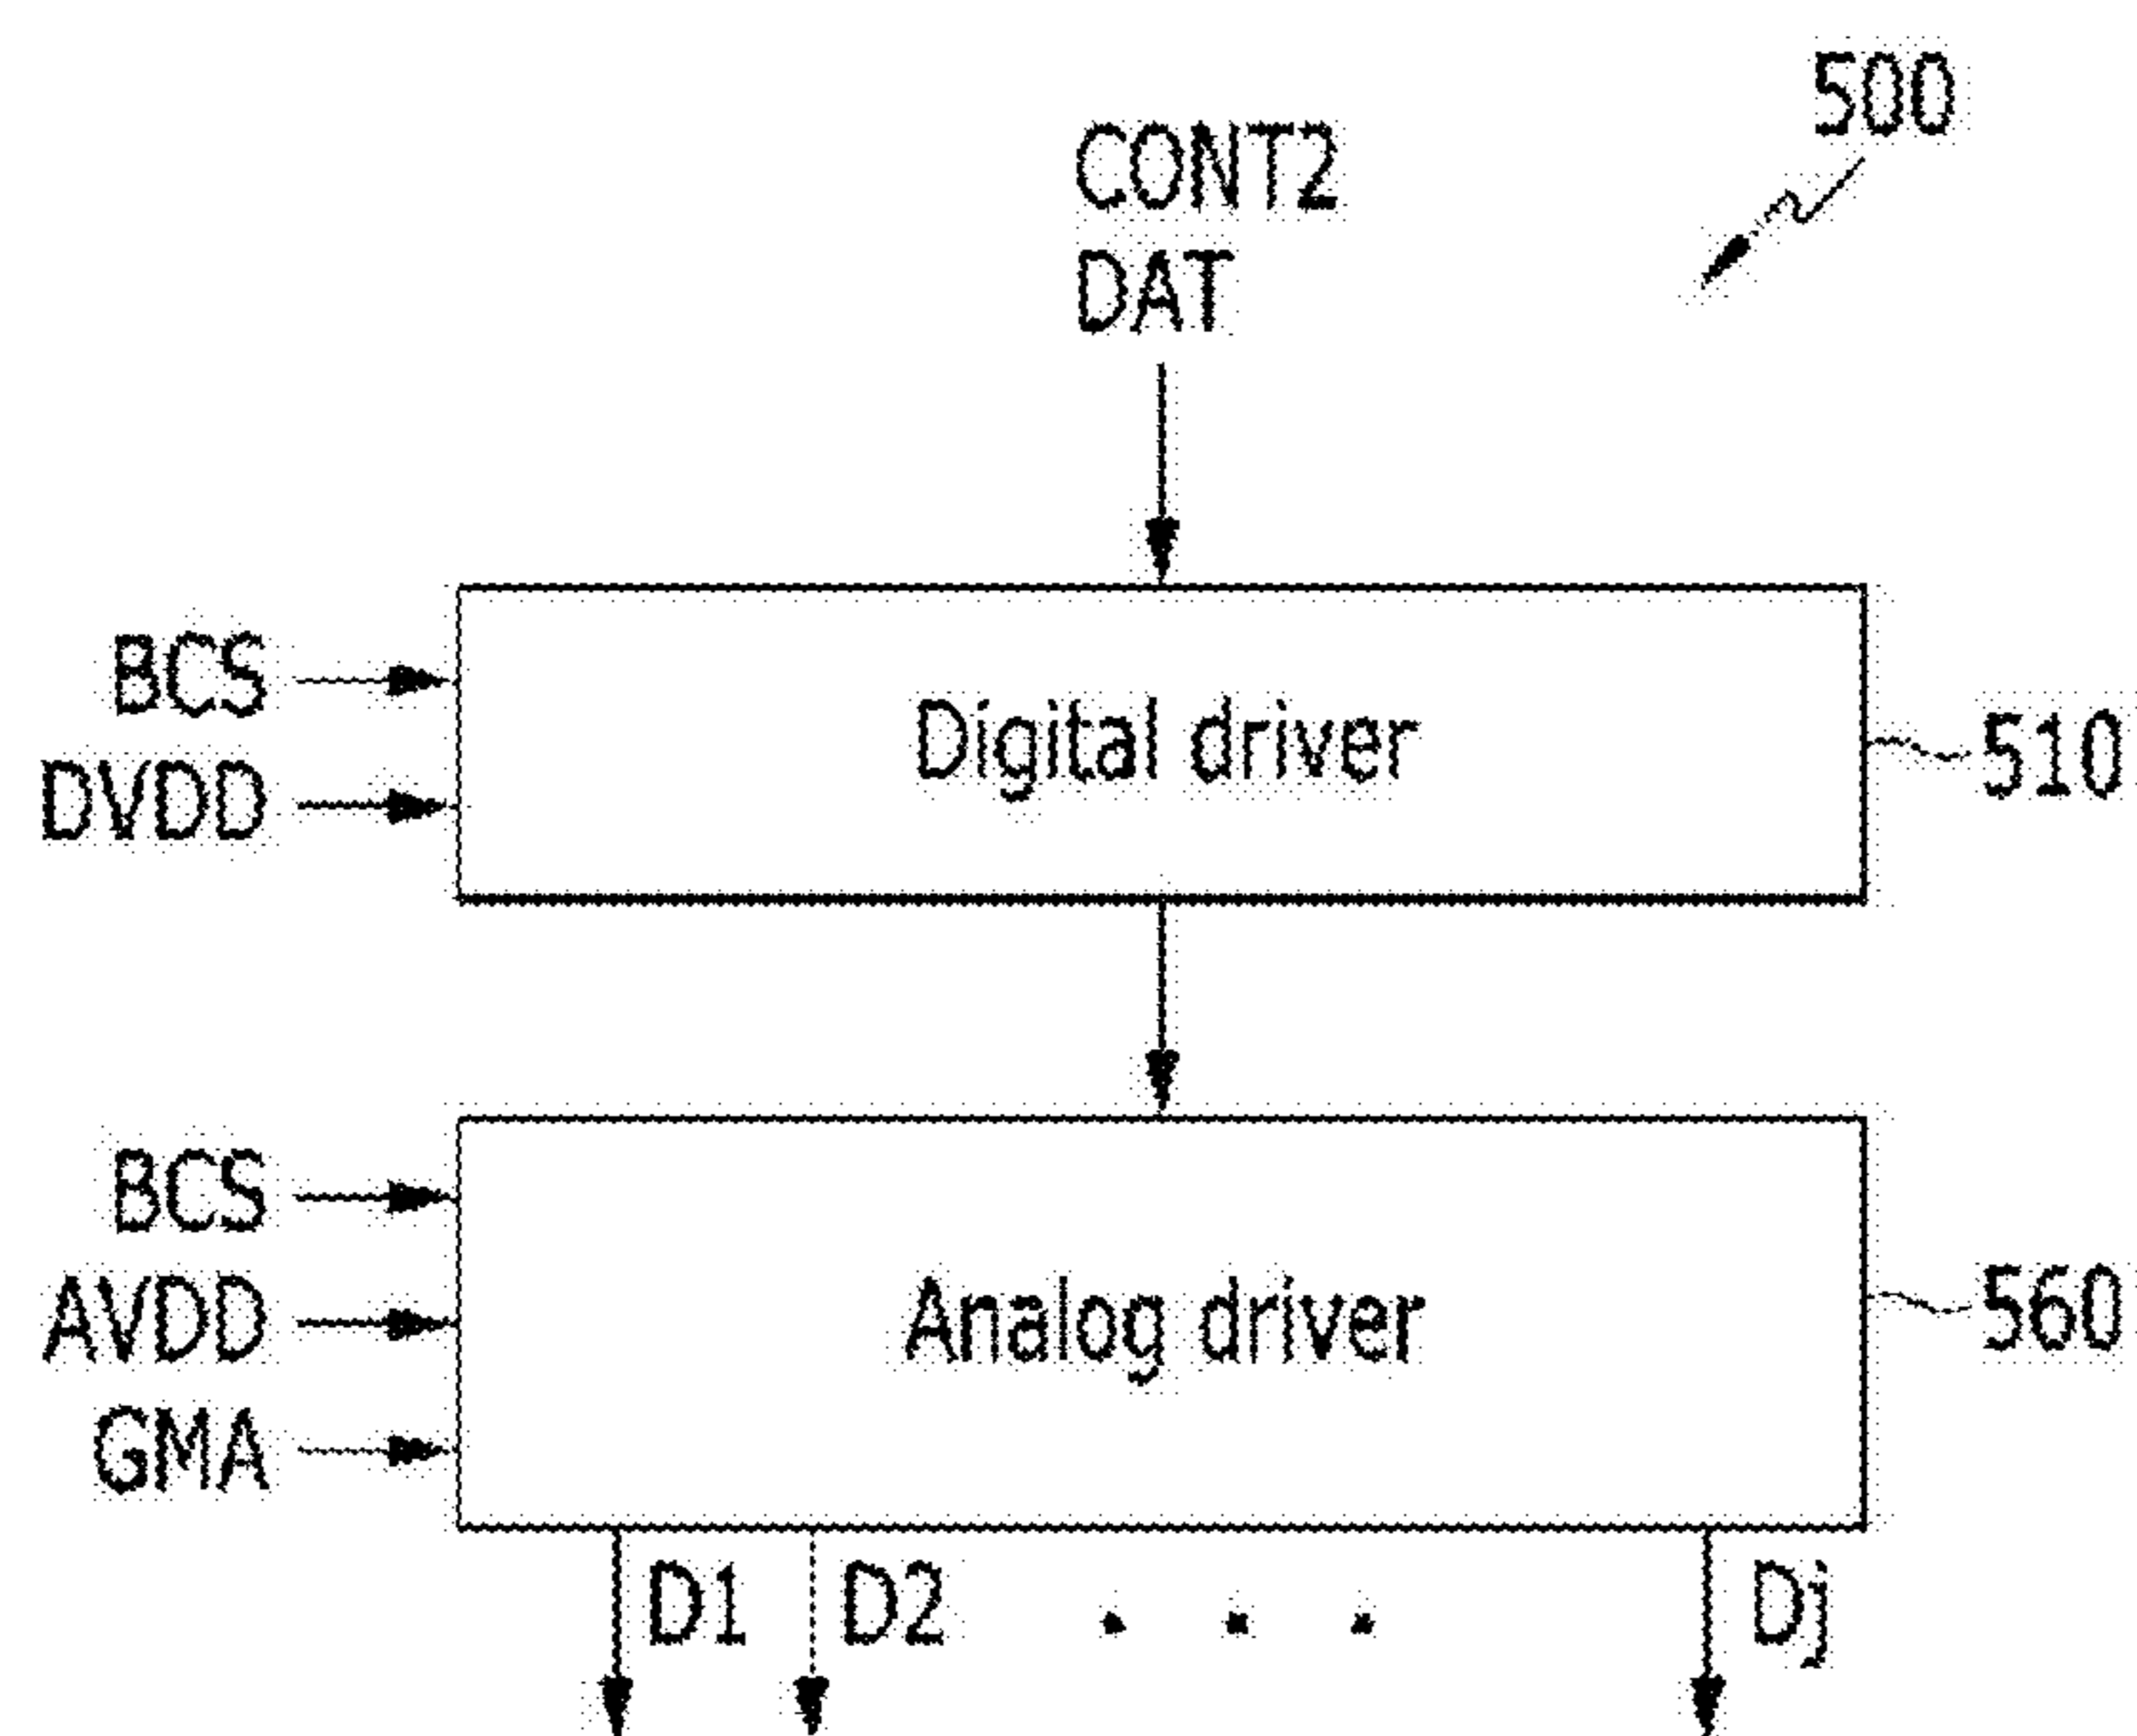 500
CONT2
DAT
BCS
Digital driver
510
DVDD
BCS
AVDD
Analog driver
560
GMA
D1 D2 . . . Dj